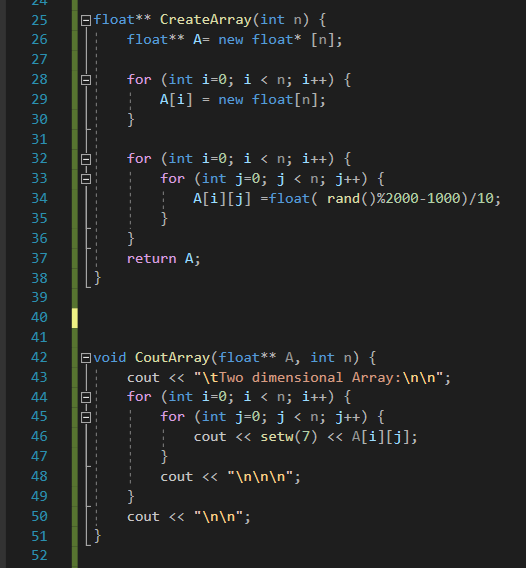 24
25 float** CreateArray(int n) {
26 float** A= new float* [n];
27
28 for (int i=0; i < n; i++) {
29 A[i] = new float[n];
30 }
31
32 for (int i=0; i < n; i++) {
33 for (int j=0; j < n; j++) {
34 A[i][j] =float( rand()%2000-1000)/10;
35 }
36 }
37 return A;
38 }
39
40
41
42 void CoutArray(float** A, int n) {
43 cout << "\tTwo dimensional Array:\n\n";
44 for (int i=0; i < n; i++) {
45 for (int j=0; j < n; j++) {
46 cout << setw(7) << A[i][j];
47 }
48 cout << "\n\n\n";
49 }
50 cout << "\n\n";
51 }
52